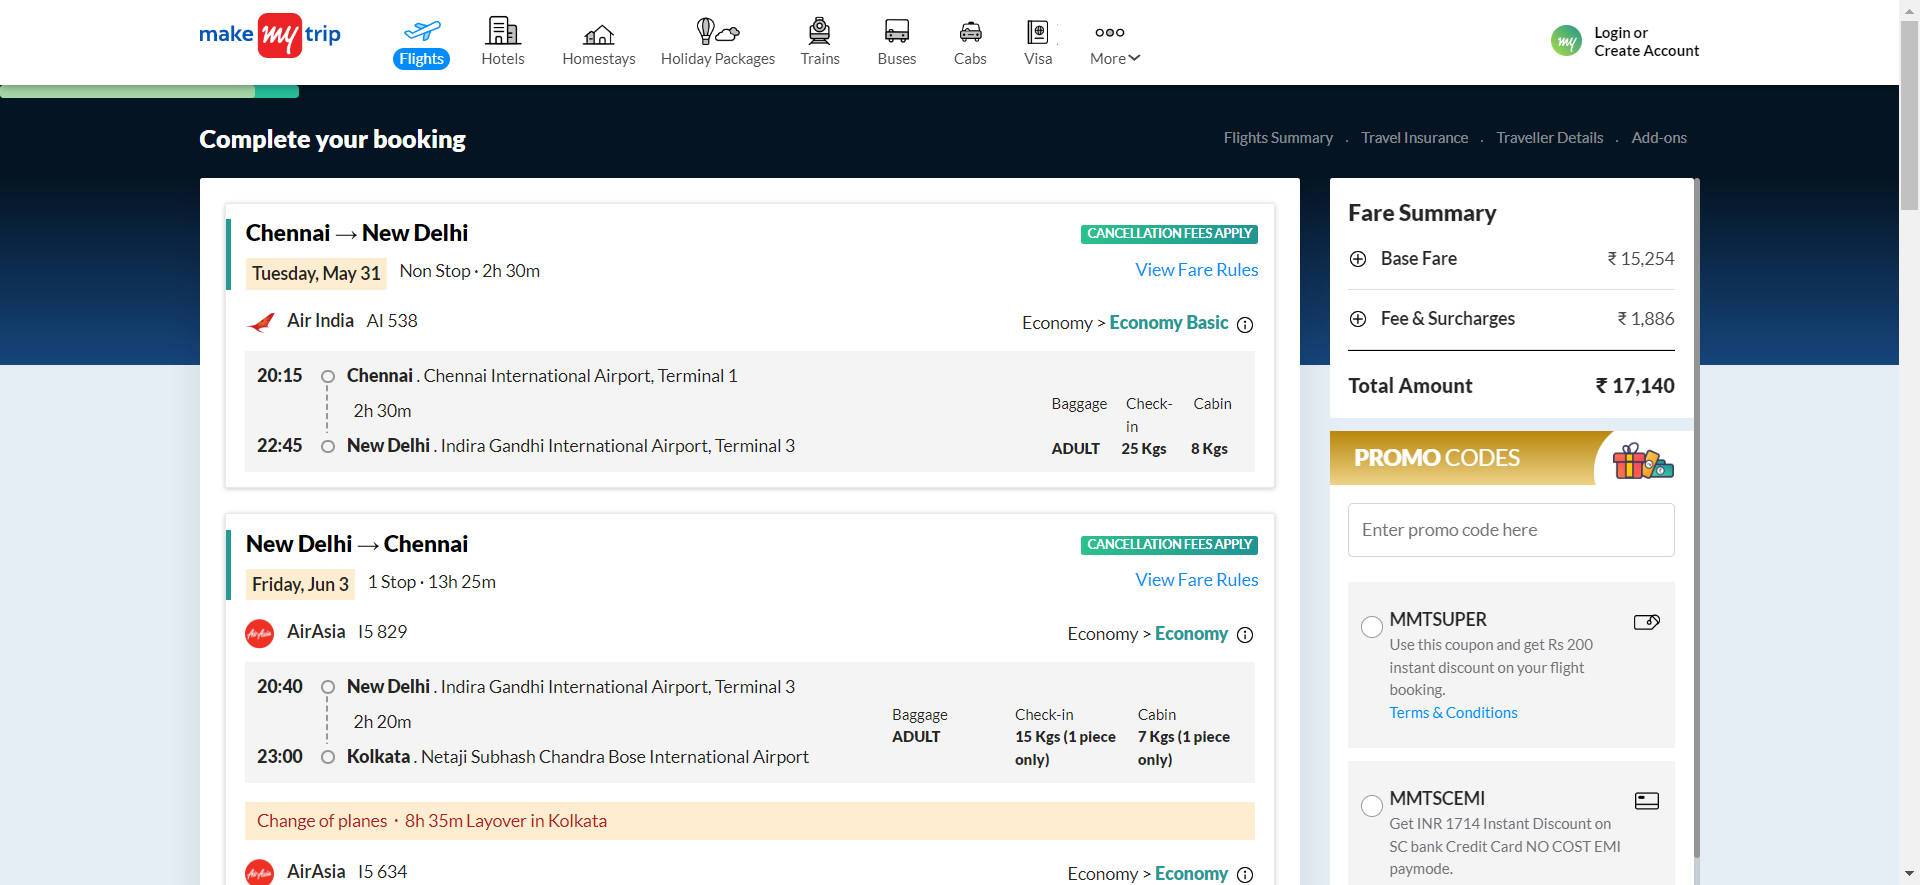 make my trip
Flights
Hotels
Homestays
Holiday Packages
Trains
Buses
Cabs
Visa
More
my
Login or
Create Account
Complete your booking
Flights Summary . Travel Insurance . Traveller Details . Add-ons
Chennai → New Delhi
CANCELLATION FEES APPLY
Tuesday, May 31 Non Stop · 2h 30m
View Fare Rules
Air India AI 538
Economy > Economy Basic
20:15 Chennai . Chennai International Airport, Terminal 1
2h 30m
22:45 New Delhi . Indira Gandhi International Airport, Terminal 3
Baggage Check-in Cabin
ADULT 25 Kgs 8 Kgs
New Delhi → Chennai
CANCELLATION FEES APPLY
Friday, Jun 3 1 Stop · 13h 25m
View Fare Rules
AirAsia
AirAsia I5 829
Economy > Economy
20:40 New Delhi . Indira Gandhi International Airport, Terminal 3
2h 20m
23:00 Kolkata . Netaji Subhash Chandra Bose International Airport
Baggage Check-in Cabin
ADULT 15 Kgs (1 piece only) 7 Kgs (1 piece only)
Change of planes · 8h 35m Layover in Kolkata
AirAsia
AirAsia I5 634
Economy > Economy
Fare Summary
Base Fare ₹ 15,254
Fee & Surcharges ₹ 1,886
Total Amount ₹ 17,140
PROMO CODES
Enter promo code here
MMTSUPER
Use this coupon and get Rs 200
instant discount on your flight
booking.
Terms & Conditions
MMTSCEMI
Get INR 1714 Instant Discount on
SC bank Credit Card NO COST EMI
paymode.